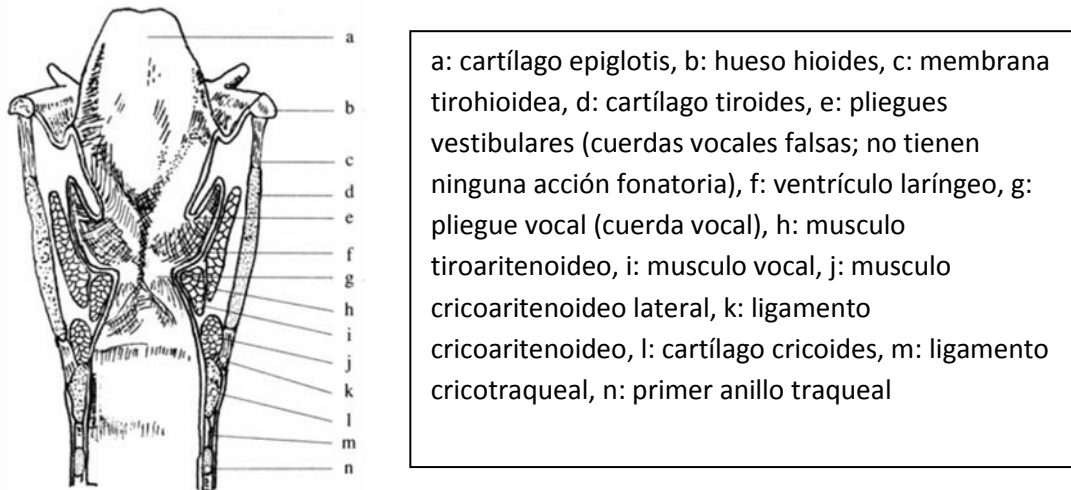 a
b
c
d
e
f
g
h
i
j
k
l
m
n
a: cartílago epiglotis, b: hueso hioides, c: membrana
tirohioidea, d: cartílago tiroides, e: pliegues
vestibulares (cuerdas vocales falsas; no tienen
ninguna acción fonatoria), f: ventrículo laríngeo, g:
pliegue vocal (cuerda vocal), h: musculo
tiroaritenoideo, i: musculo vocal, j: musculo
cricoaritenoideo lateral, k: ligamento
cricoaritenoideo, l: cartílago cricoides, m: ligamento
cricotraqueal, n: primer anillo traqueal